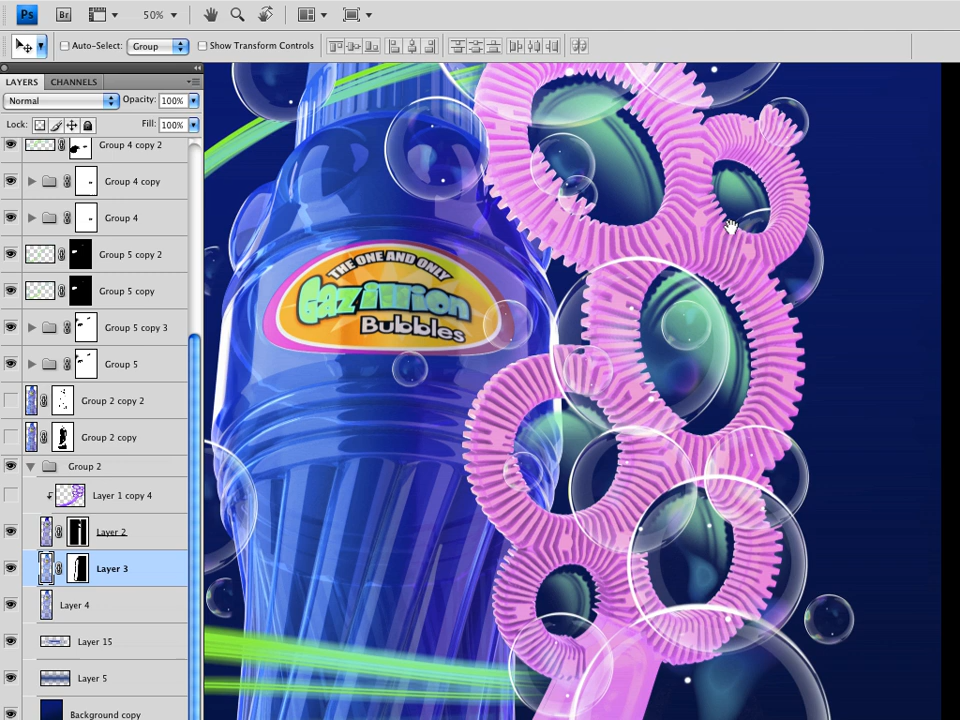 Ps
Br
50%
Auto-Select:
Group
Show Transform Controls
LAYERS
CHANNELS
Normal
Opacity:
100%
Lock:
Fill:
100%
Group 4 copy 2
Group 4 copy
Group 4
Group 5 copy 2
Group 5 copy
Group 5 copy 3
Group 5
Group 2 copy 2
Group 2 copy
Group 2
Layer 1 copy 4
Layer 2
Layer 3
Layer 4
Layer 15
Layer 5
Background copy
THE ONE AND ONLY
Gazillion
Bubbles